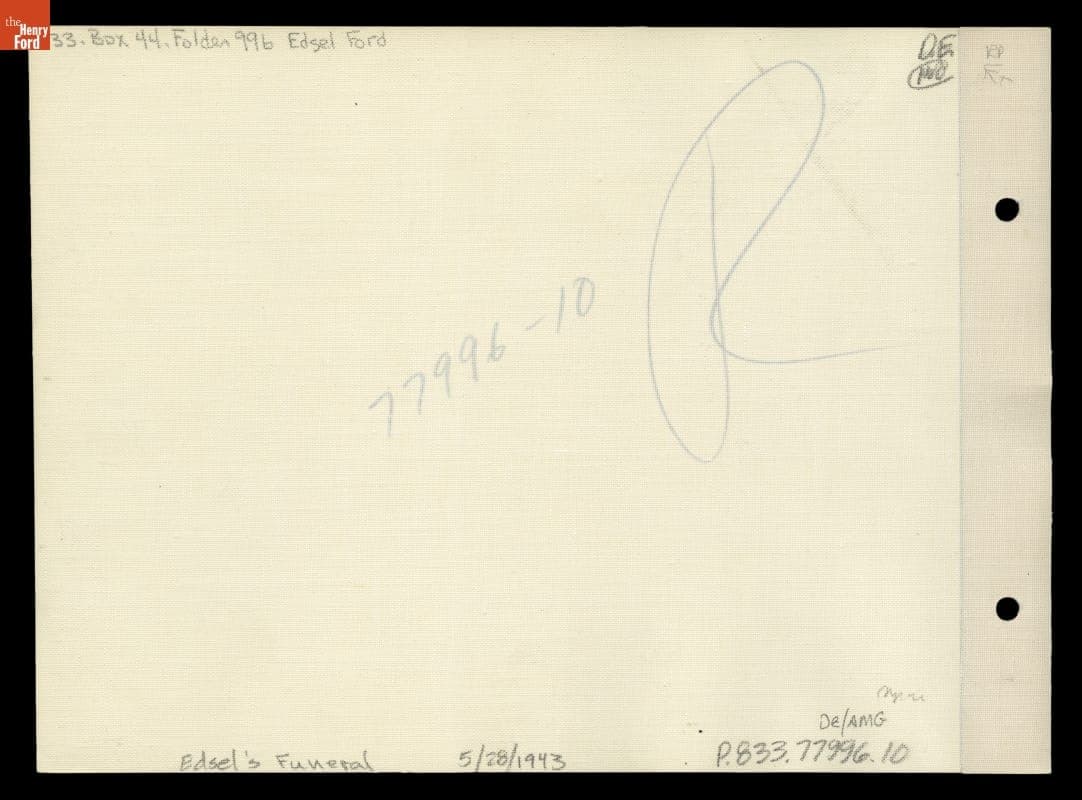 the
Henry
Ford
33. Box 44. Folder 996 Edsel Ford
DE
R
77996-10
De/AMG
P.833.77996.10
Edsel's Funeral 5/28/1943